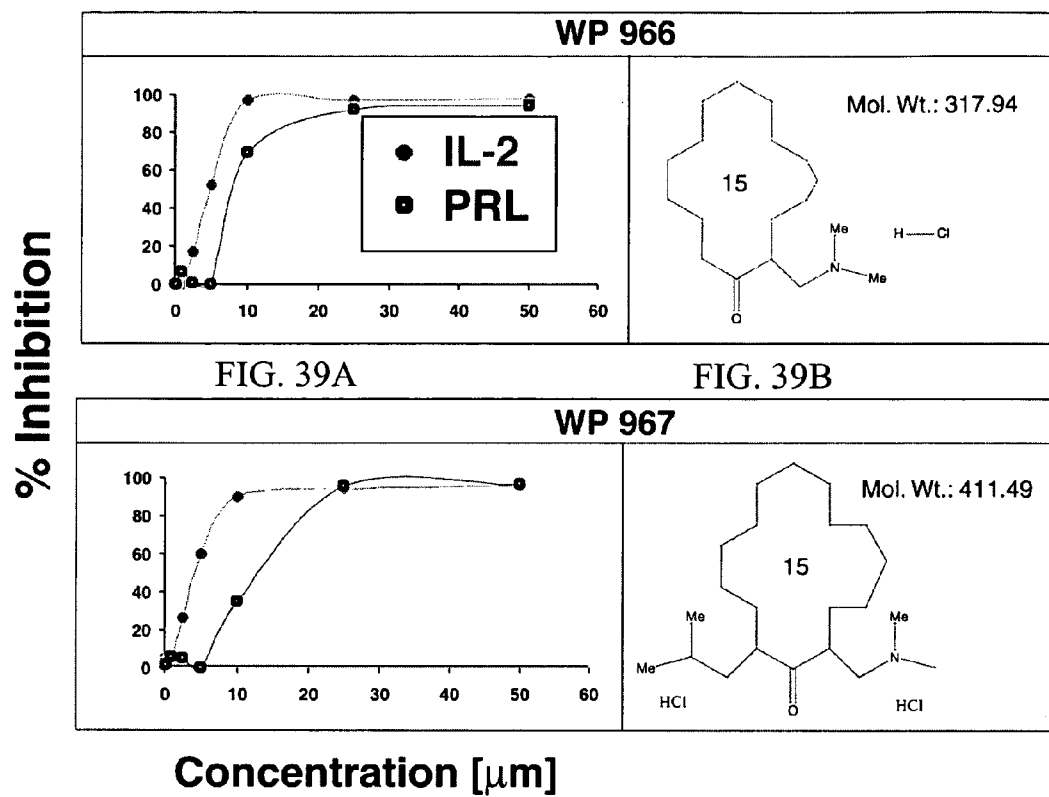 WP 966
100
80
60
40
20
0
0 10 20 30 40 50 60
IL-2
PRL
Mol. Wt.: 317.94
15
Me
H Cl
N
Me
O
% Inhibition
FIG. 39A
FIG. 39B
WP 967
100
80
60
40
20
0
0 10 20 30 40 50 60
Mol. Wt.: 411.49
15
Me
Me
N
Me
HCl
O
HCl
Concentration [μm]